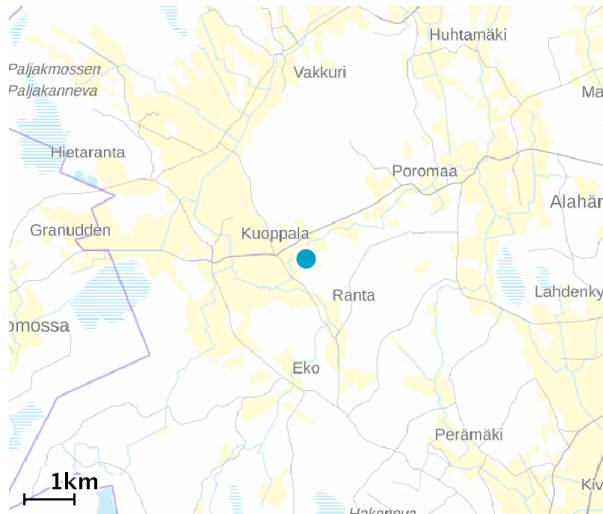 Huhtamäki
Vakkuri
Paljakmossen
Paljakanneva
Ma
Hietaranta
Poromaa
Alahär
Granudden
Kuoppala
Ranta
Lahdenky
omossa
Eko
Perämäki
1km
Kiv
Hakaneva